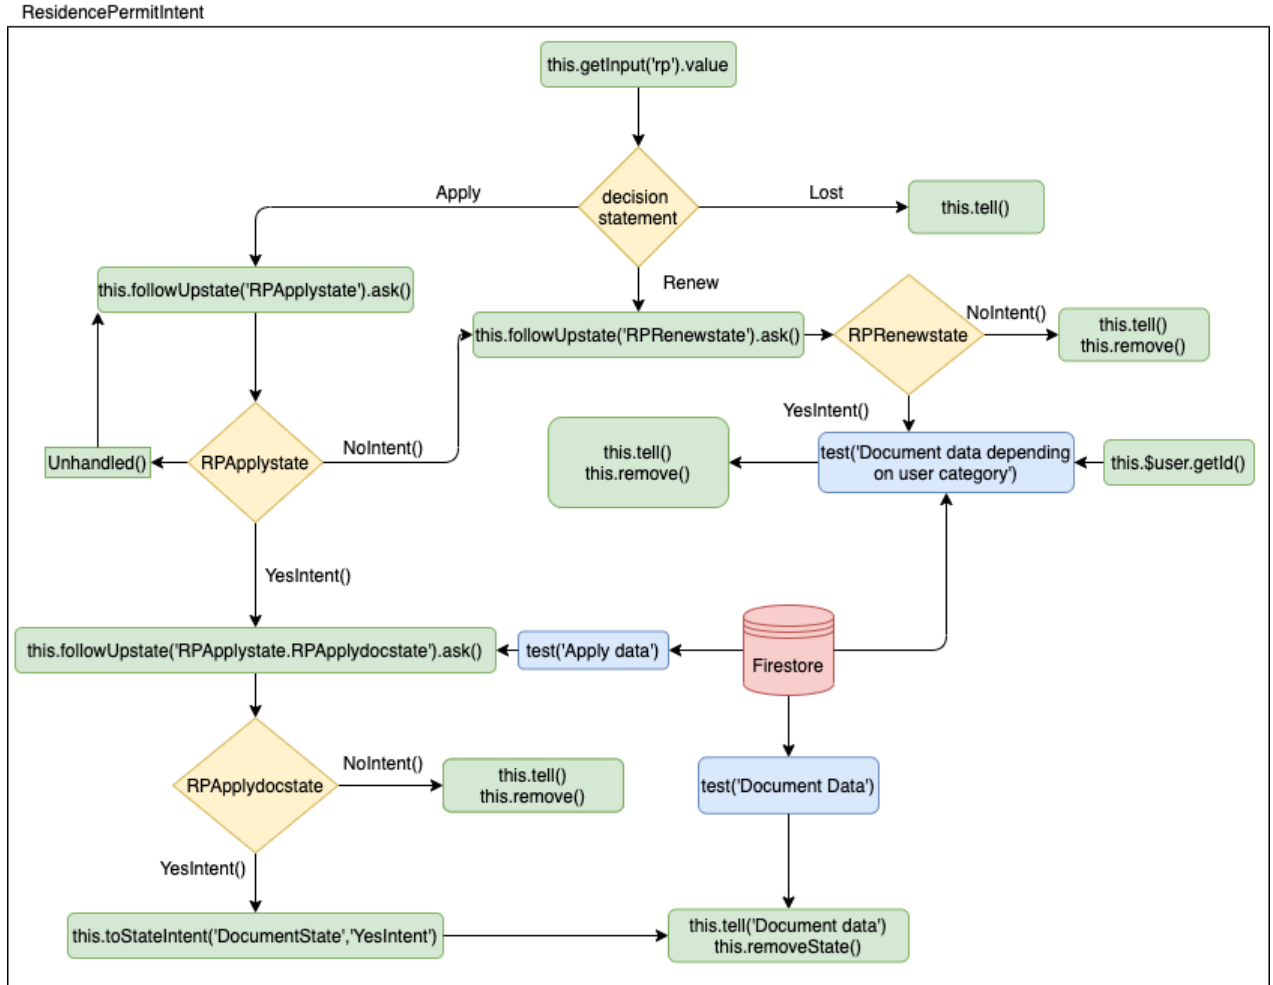 ResidencePermitIntent
this.getInput('rp').value
decision
statement
Apply
Lost
this.tell()
Renew
this.followUpstate('RPApplystate').ask()
this.followUpstate('RPRenewstate').ask()
RPRenewstate
NoIntent()
this.tell()
this.remove()
YesIntent()
Unhandled()
RPApplystate
NoIntent()
this.tell()
this.remove()
test('Document data depending
on user category')
this.$user.getId()
YesIntent()
this.followUpstate('RPApplystate.RPApplydocstate').ask()
test('Apply data')
Firestore
RPApplydocstate
NoIntent()
this.tell()
this.remove()
test('Document Data')
YesIntent()
this.toStateIntent('DocumentState','YesIntent')
this.tell('Document data')
this.removeState()